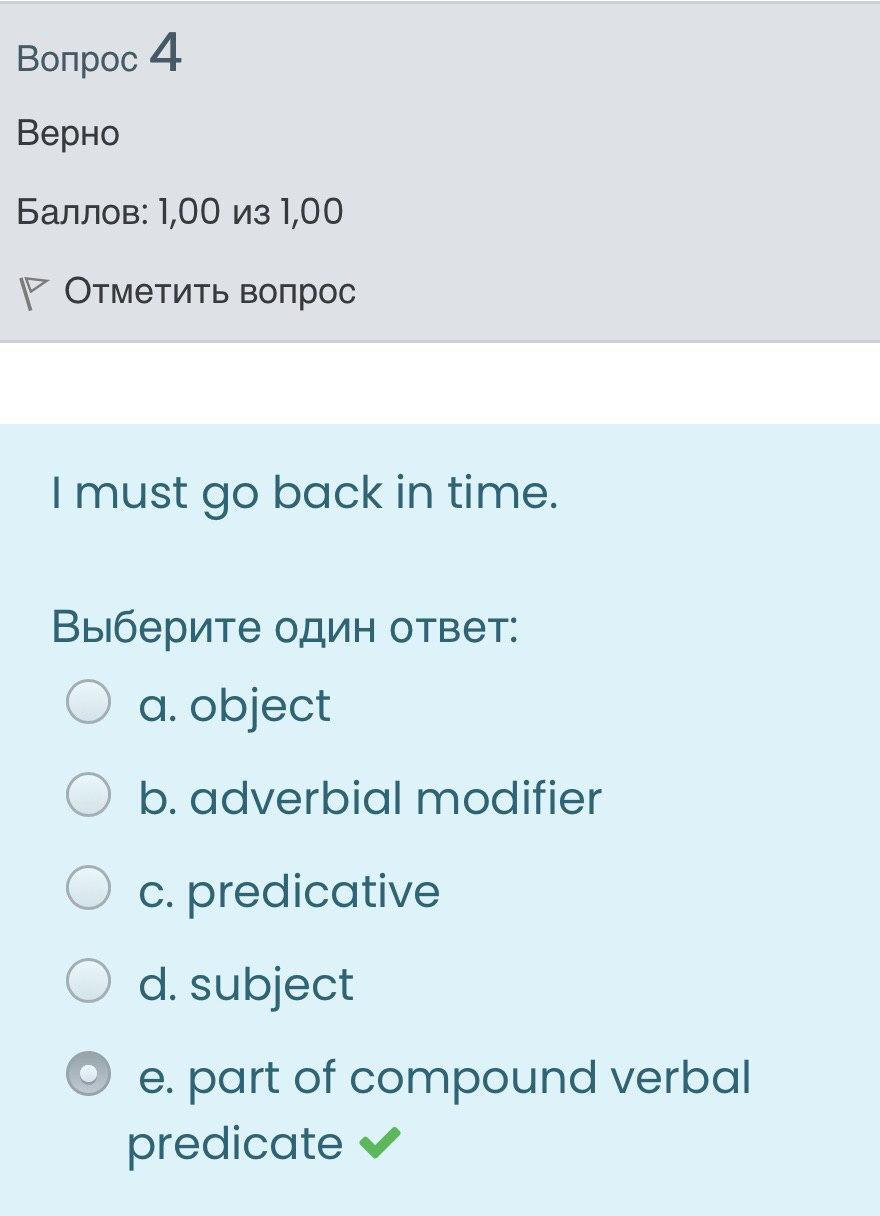 Вопрос 4
Верно
Баллов: 1,00 из 1,00
Отметить вопрос
I must go back in time.
Выберите один ответ:
a. object
b. adverbial modifier
c. predicative
d. subject
e. part of compound verbal
predicate